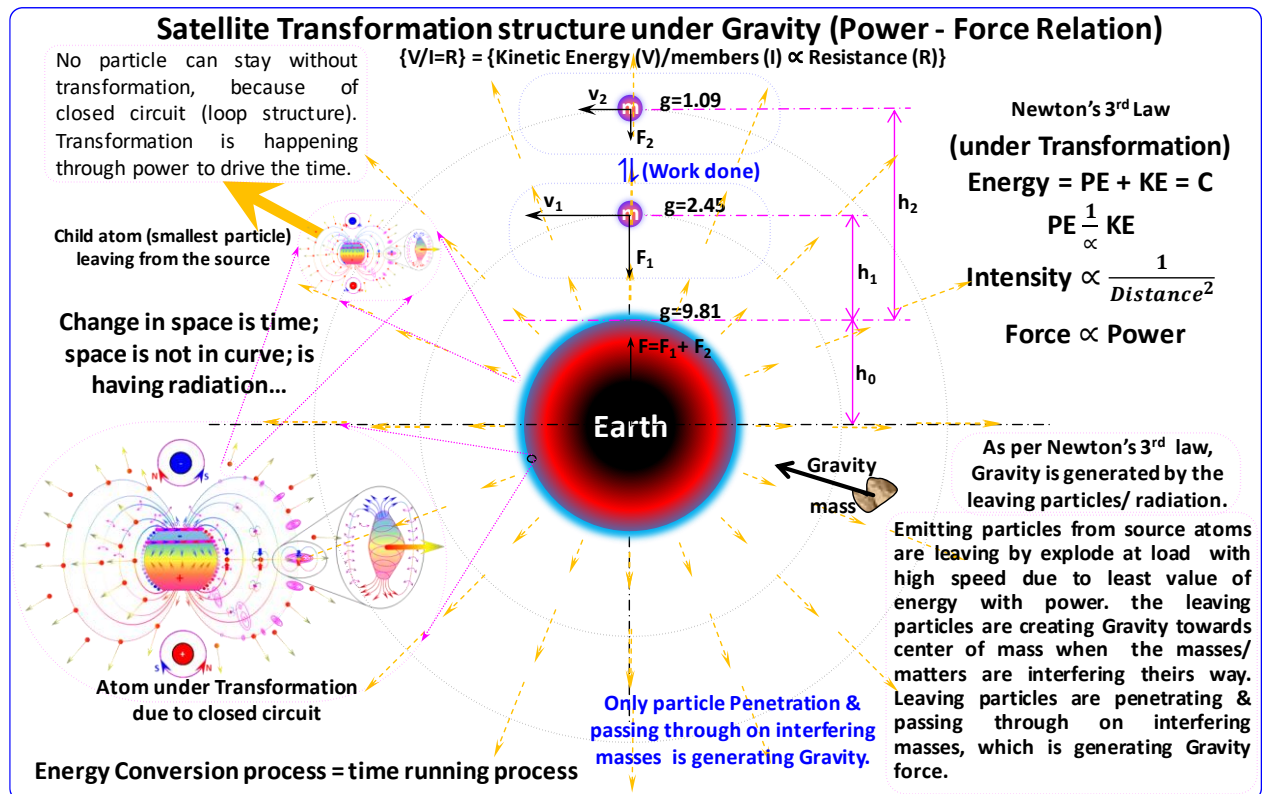 Satellite Transformation structure under Gravity (Power - Force Relation)
{V/I=R} = {Kinetic Energy (V)/members (I) ∝ Resistance (R)}
No particle can stay without
transformation, because of
closed circuit (loop structure).
Transformation is happening
through power to drive the time.
Child atom (smallest particle)
leaving from the source
Change in space is time;
space is not in curve; is
having radiation…
v₂
m
g=1.09
F₂
(Work done)
v₁
m
g=2.45
F₁
h₂
h₁
g=9.81
F=F₁+ F₂
h₀
Earth
Newton's 3rd Law
(under Transformation)
Energy = PE + KE = C
PE 1/∝ KE
Intensity ∝ 1/Distance²
Force ∝ Power
Gravity
mass
As per Newton's 3rd law,
Gravity is generated by the
leaving particles/ radiation.
Emitting particles from source atoms
are leaving by explode at load with
high speed due to least value of
energy with power. the leaving
particles are creating Gravity towards
center of mass when the masses/
matters are interfering theirs way.
Leaving particles are penetrating &
passing through on interfering
masses, which is generating Gravity
force.
-
N S
-
+
+
S N
Atom under Transformation
due to closed circuit
Only particle Penetration &
passing through on interfering
masses is generating Gravity.
Energy Conversion process = time running process